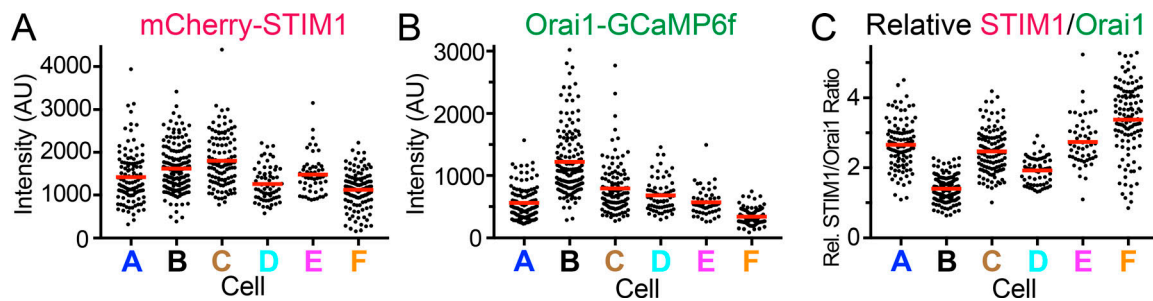 A mCherry-STIM1
Intensity (AU)
4000
3000
2000
1000
0
A B C D E F
Cell
B Orai1-GCaMP6f
Intensity (AU)
3000
2000
1000
500
0
A B C D E F
Cell
C Relative STIM1/Orai1
Rel. STIM1/Orai1 Ratio
4
2
0
A B C D E F
Cell